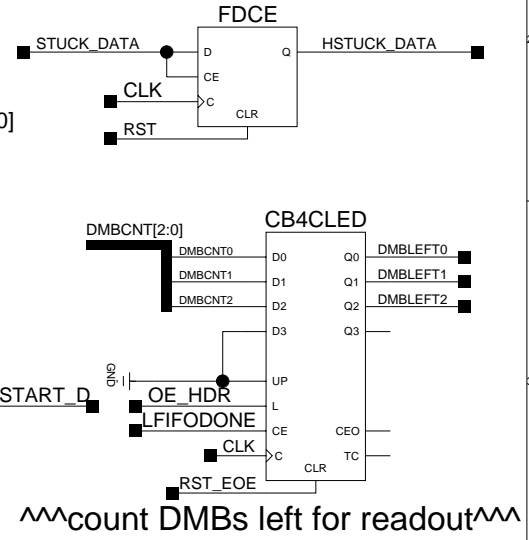 FDCE
STUCK_DATA
D
Q
HSTUCK_DATA
CE
CLK
C
CLR
RST
0]
CB4CLED
DMBCNT[2:0]
DMBCNT0
D0
Q0
DMBLEFT0
DMBCNT1
D1
Q1
DMBLEFT1
DMBCNT2
D2
Q2
DMBLEFT2
D3
Q3
GND
UP
START_D
OE_HDR
L
LFIFODONE
CE
CEO
CLK
C
TC
CLR
RST_EOE
^^^count DMBs left for readout^^^
2
3